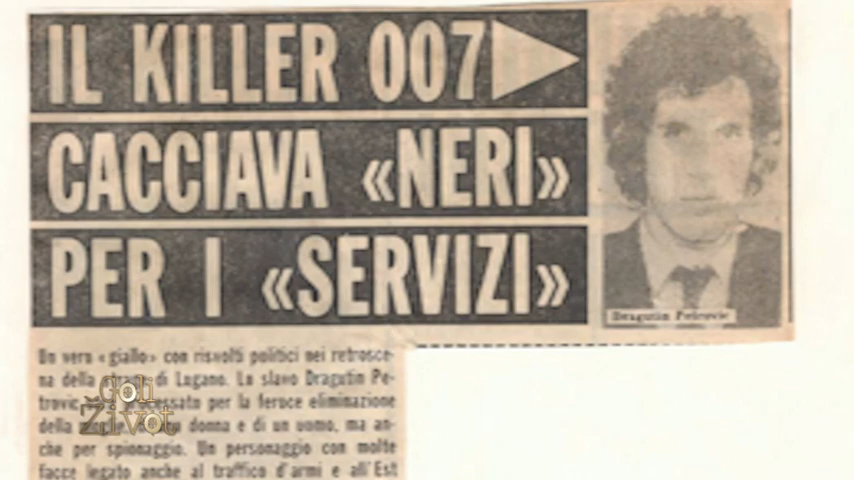 IL KILLER 007
CACCIAVA «NERI»
PER I «SERVIZI»
Dragutin Petrovic
Un vero «giallo» con risvolti politici nei retrosce-
na della di Lugano. Lo slavo Dragutin Pe-
trovic per la feroce eliminazione
della donna e di un uomo, ma an-
che per spionaggio. Un personaggio con molte
facce legato anche al traffico d'armi e all'Est
Goli
Život